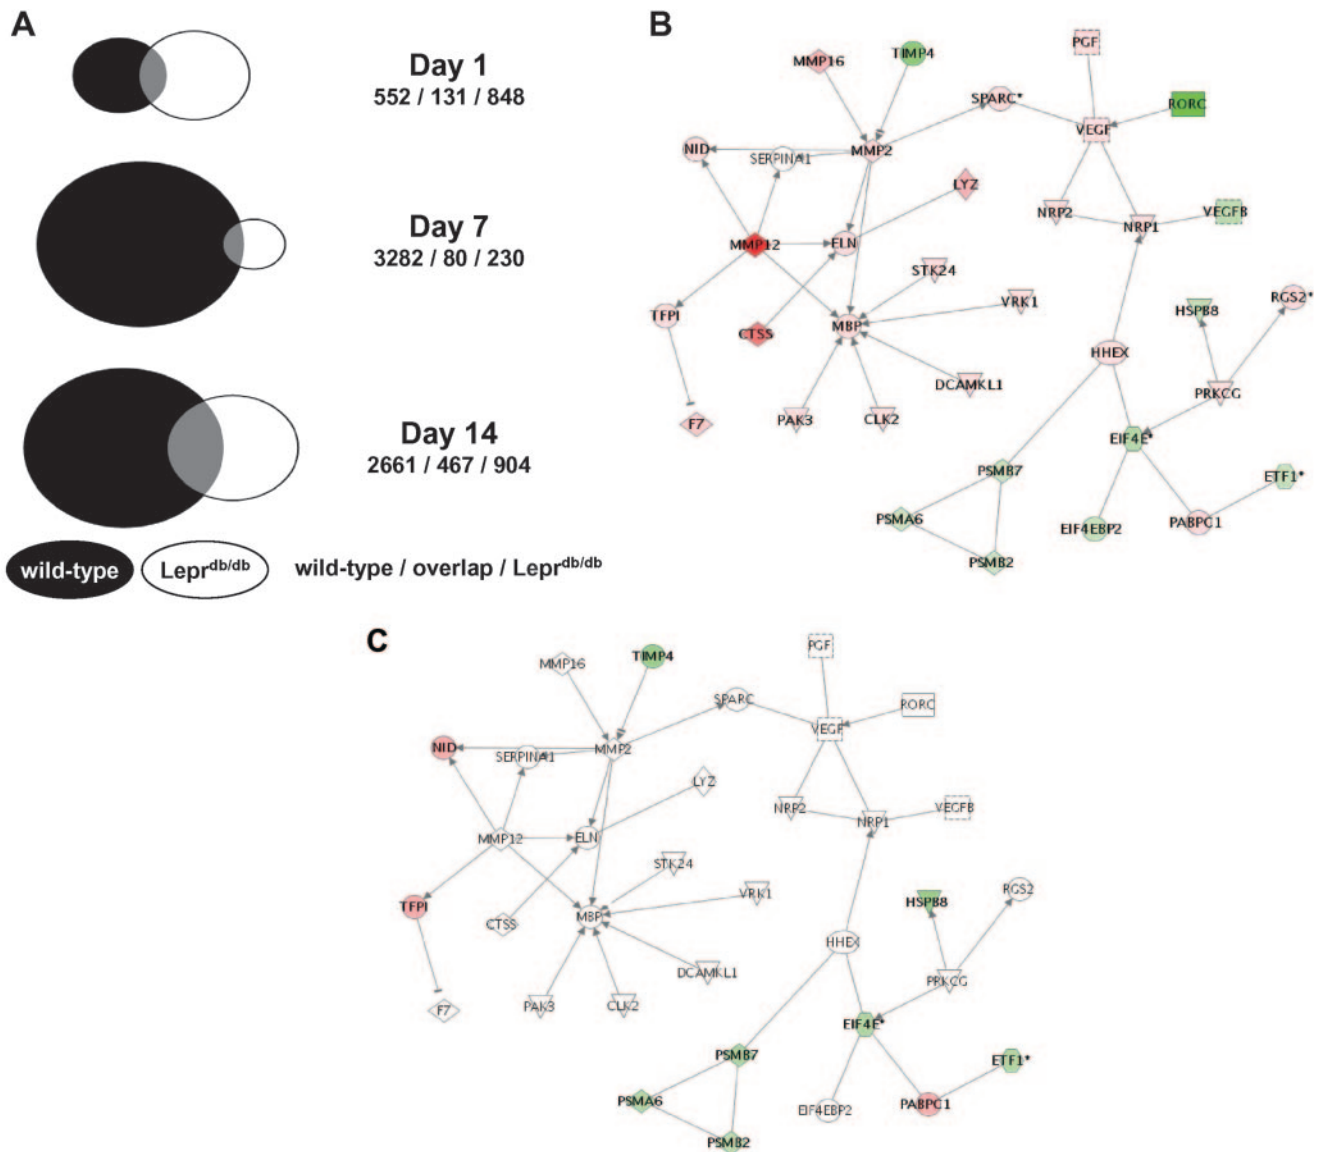 A
Day 1
552 / 131 / 848
Day 7
3282 / 80 / 230
Day 14
2661 / 467 / 904
wild-type
Lepr^db/db
wild-type / overlap / Lepr^db/db
B
MMP16
TIMP4
PGF
SPARC*
RORC
VEGF
NID
SERPINA1
MMP2
LYZ
NRP2
NRP1
VEGFB
MMP12
ELN
STK24
VRK1
HSPB8
RGS2*
TFPI
CTSS
MBP
HHEX
DCAMKL1
PRKCG
F7
PAK3
CLK2
EIF4E*
PSMB7
ETF1*
PSMA6
EIF4EBP2
PABPC1
PSMB2
C
MMP16
TIMP4
PGF
SPARC
RORC
VEGF
NID
SERPINA1
MMP2
LYZ
NRP2
NRP1
VEGFB
MMP12
ELN
STK24
VRK1
HSPB8
RGS2
TFPI
CTSS
MBP
HHEX
DCAMKL1
PRKCG
F7
PAK3
CLK2
EIF4E*
PSMB7
ETF1*
PSMA6
EIF4EBP2
PABPC1
PSMB2